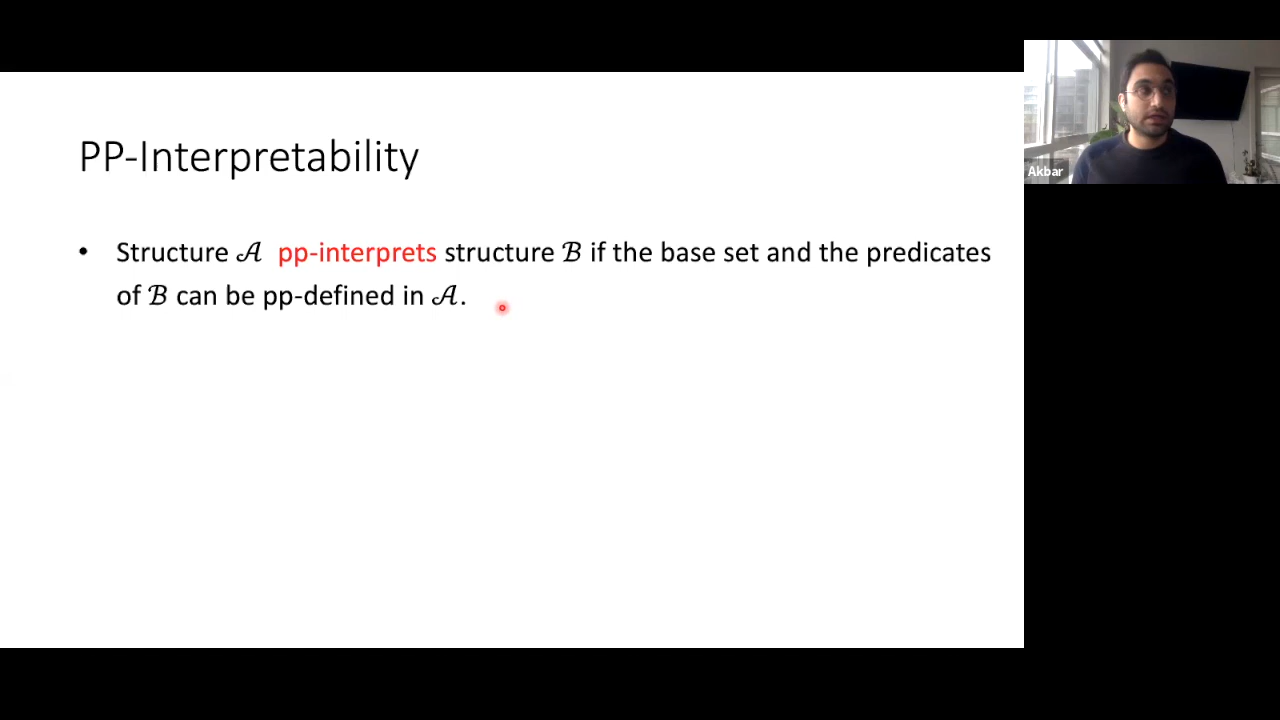 PP-Interpretability
• Structure 𝒜 pp-interprets structure ℬ if the base set and the predicates
of ℬ can be pp-defined in 𝒜.
Akbar